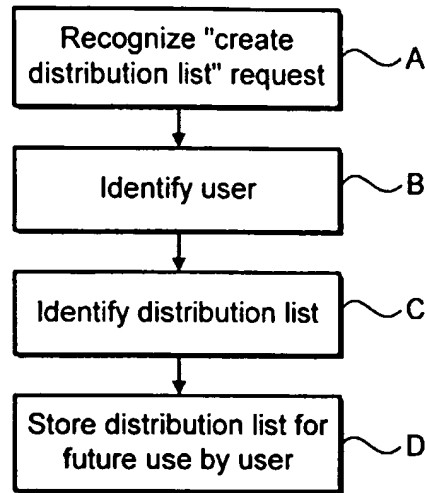 Recognize "create
distribution list" request
A
Identify user
B
Identify distribution list
C
Store distribution list for
future use by user
D